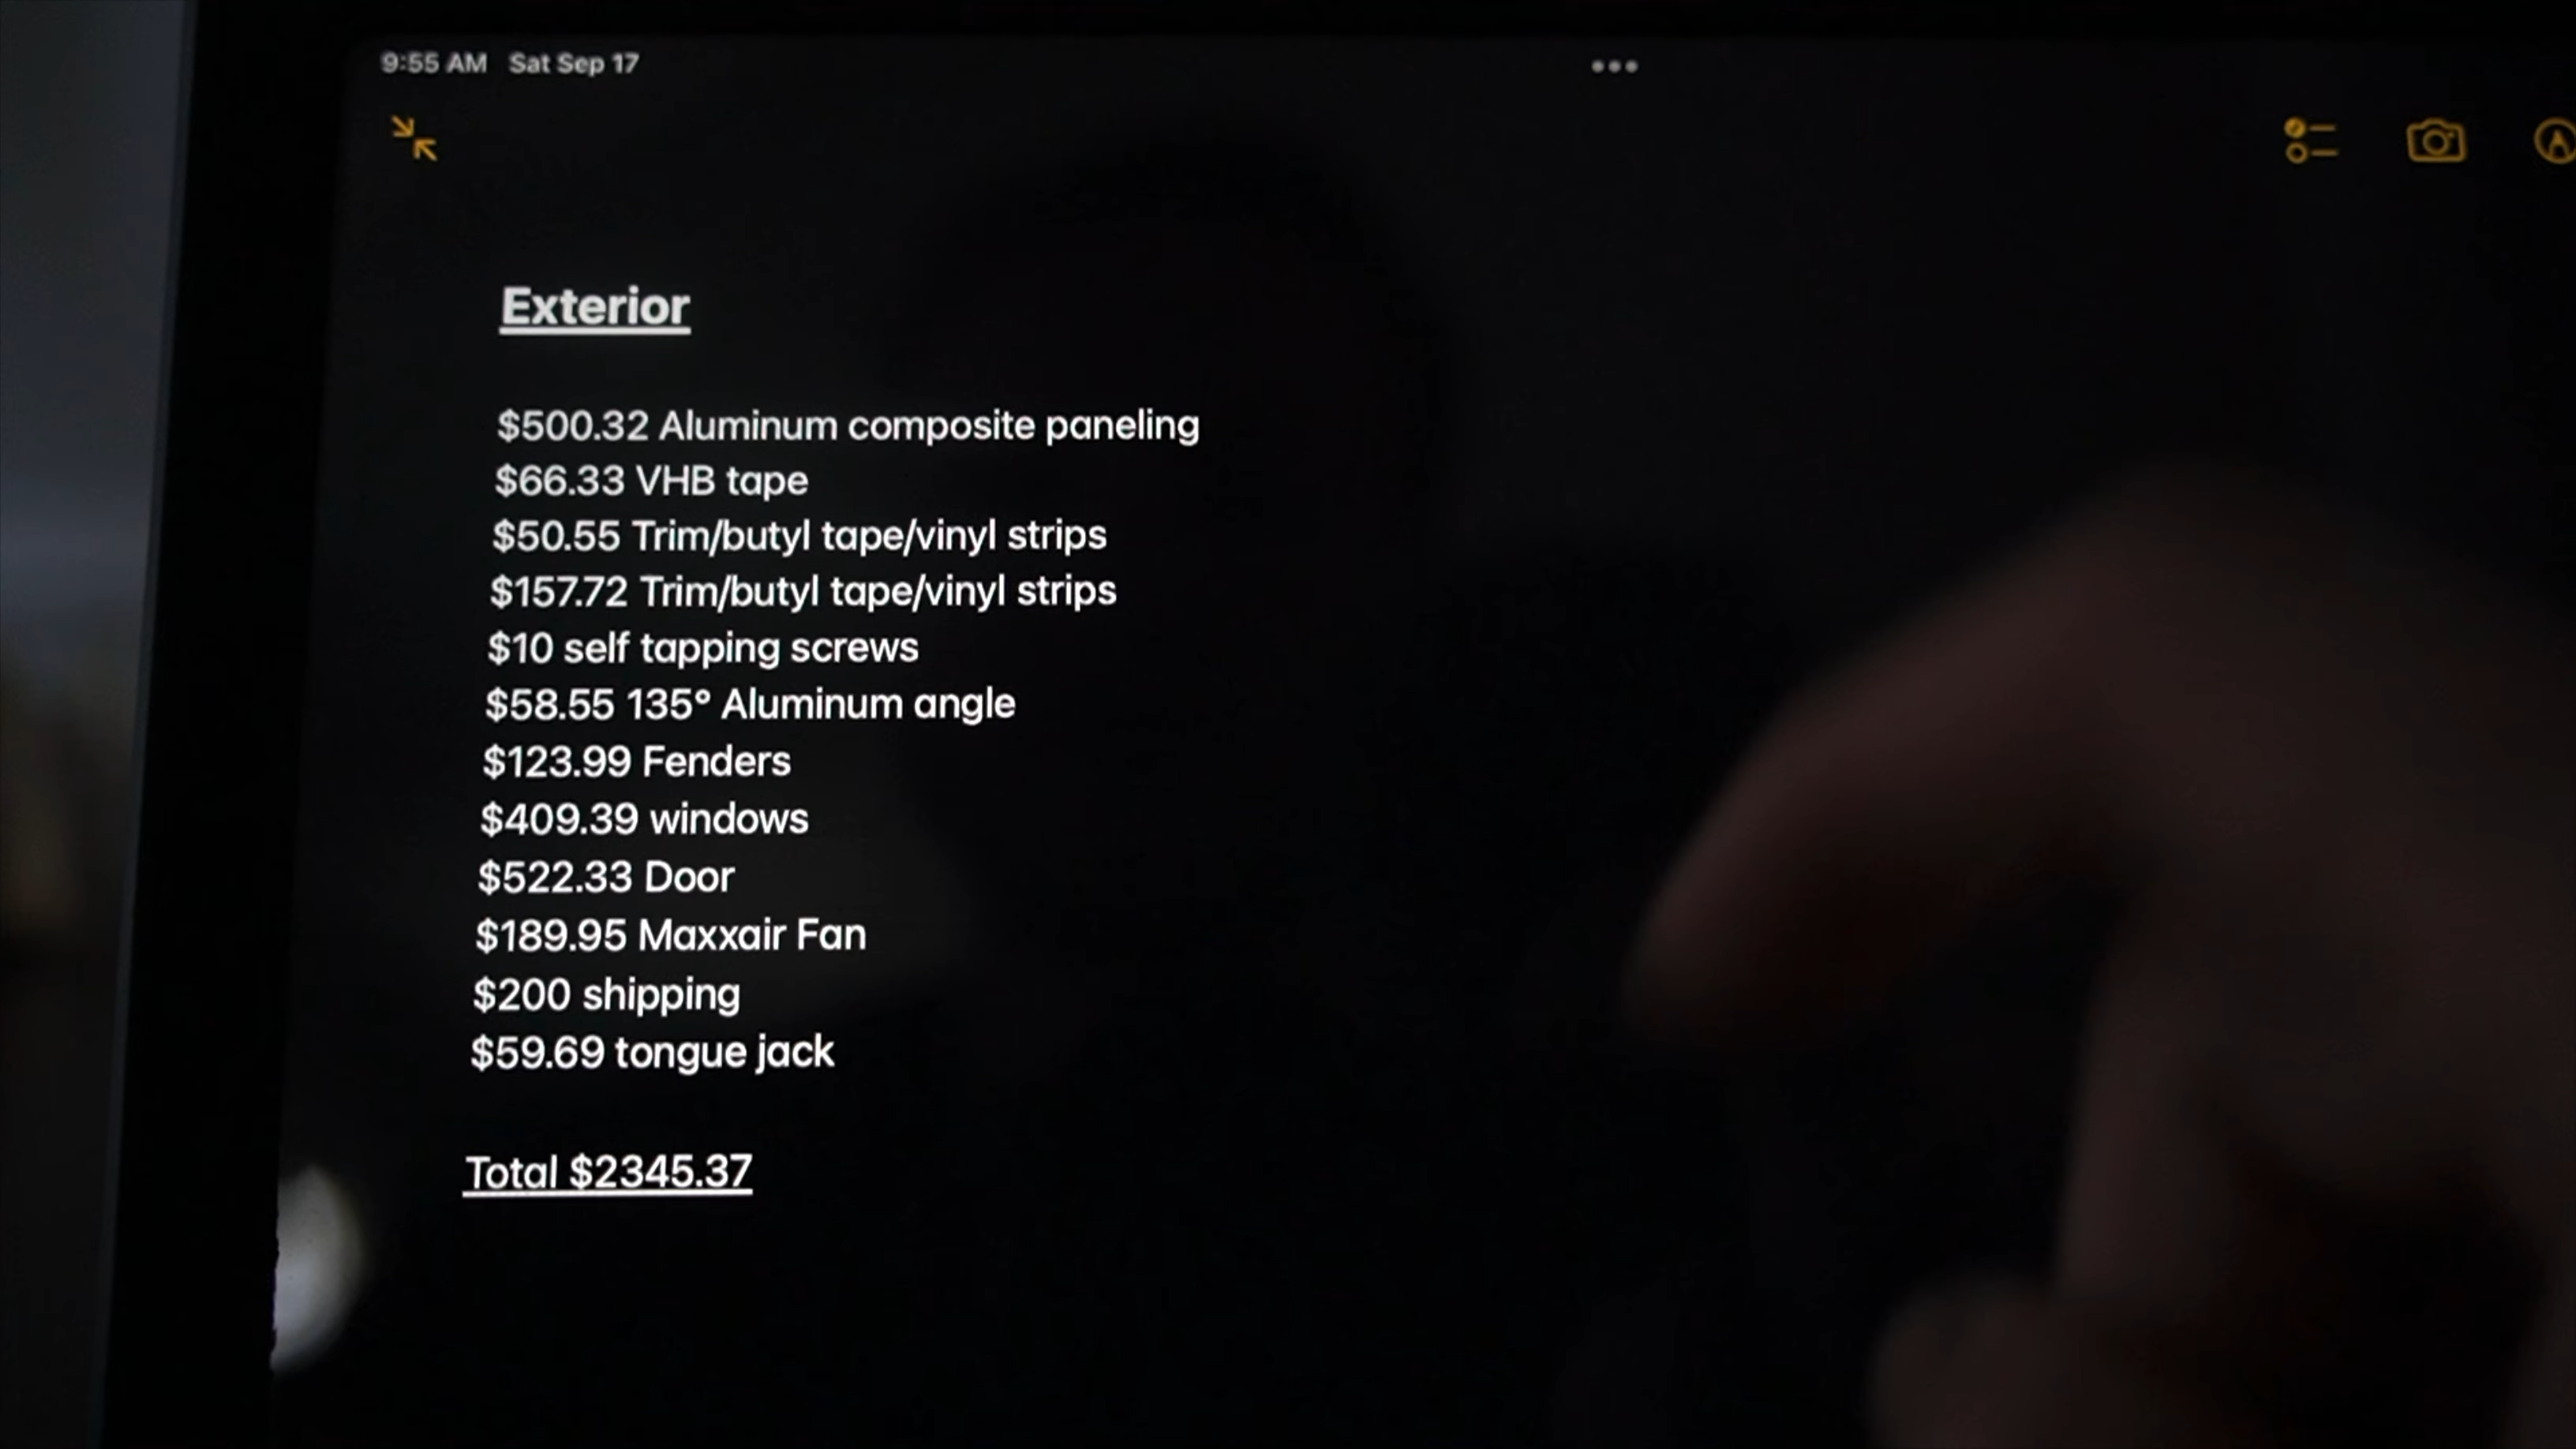 9:55 AM Sat Sep 17
Exterior
$500.32 Aluminum composite paneling
$66.33 VHB tape
$50.55 Trim/butyl tape/vinyl strips
$157.72 Trim/butyl tape/vinyl strips
$10 self tapping screws
$58.55 135° Aluminum angle
$123.99 Fenders
$409.39 windows
$522.33 Door
$189.95 Maxxair Fan
$200 shipping
$59.69 tongue jack
Total $2345.37